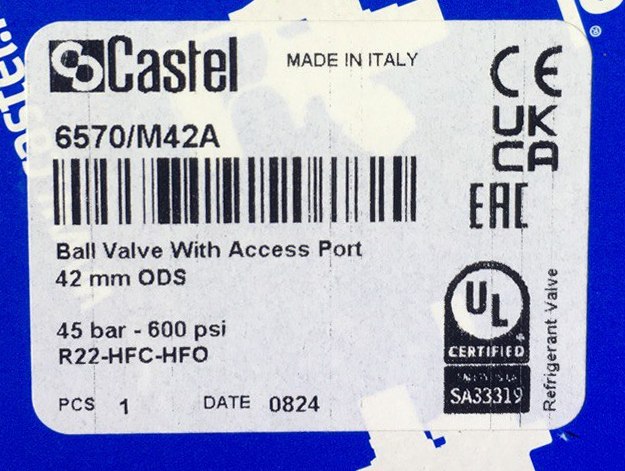 Castel
MADE IN ITALY
CE
UK
CA
EAC
6570/M42A
Ball Valve With Access Port
42 mm ODS
45 bar - 600 psi
R22-HFC-HFO
PCS 1
DATE 0824
UL
®
CERTIFIED
SA33319
Refrigerant Valve